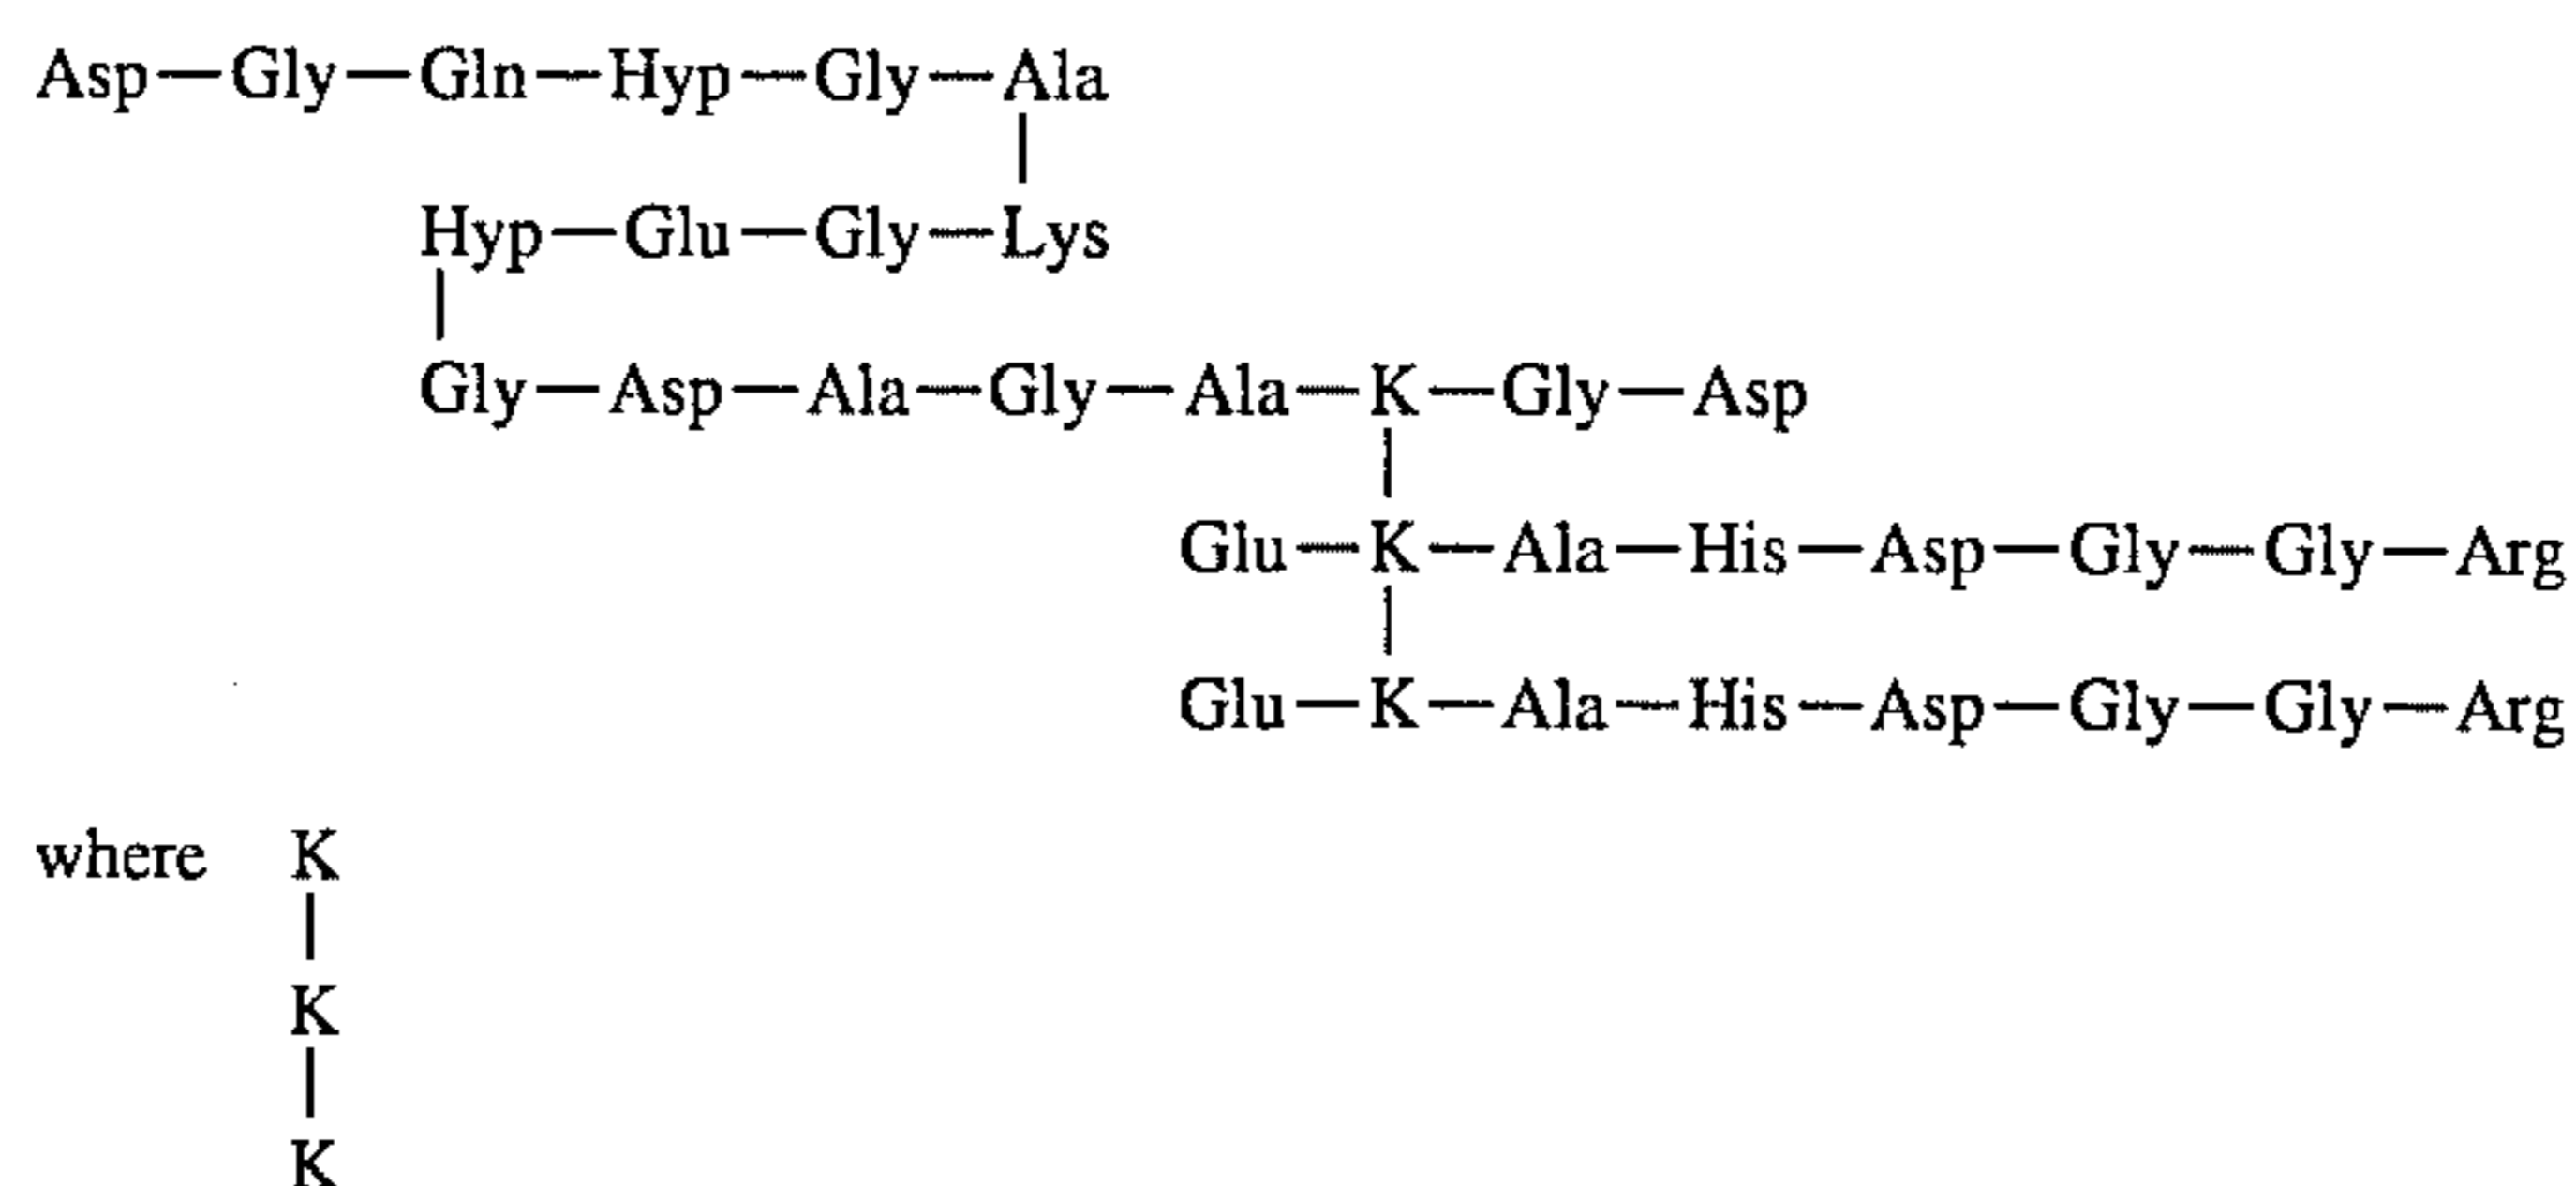 Asp—Gly—Gln—Hyp—Gly—Ala
Hyp—Glu—Gly—Lys
Gly—Asp—Ala—Gly—Ala—K—Gly—Asp
Glu—K—Ala—His—Asp—Gly—Gly—Arg
Glu—K—Ala—His—Asp—Gly—Gly—Arg
where K
K
K